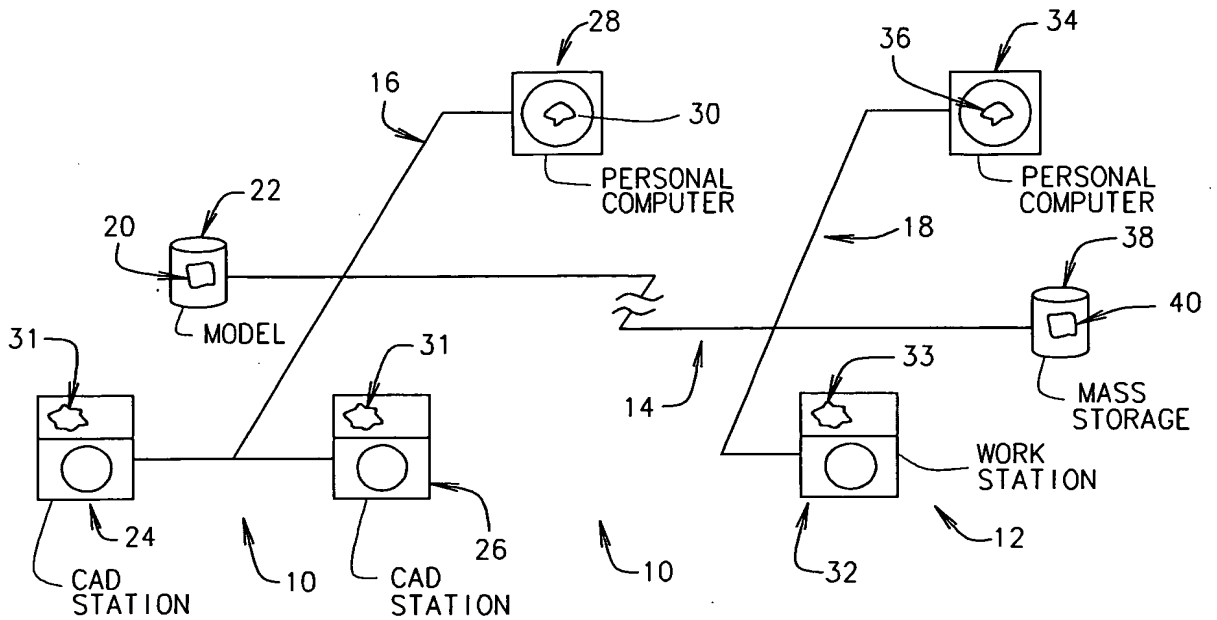 28
34
36
16
30
PERSONAL
COMPUTER
PERSONAL
COMPUTER
22
20
18
38
40
MODEL
31
31
33
14
MASS
STORAGE
WORK
STATION
24
26
12
10
10
32
CAD
STATION
CAD
STATION